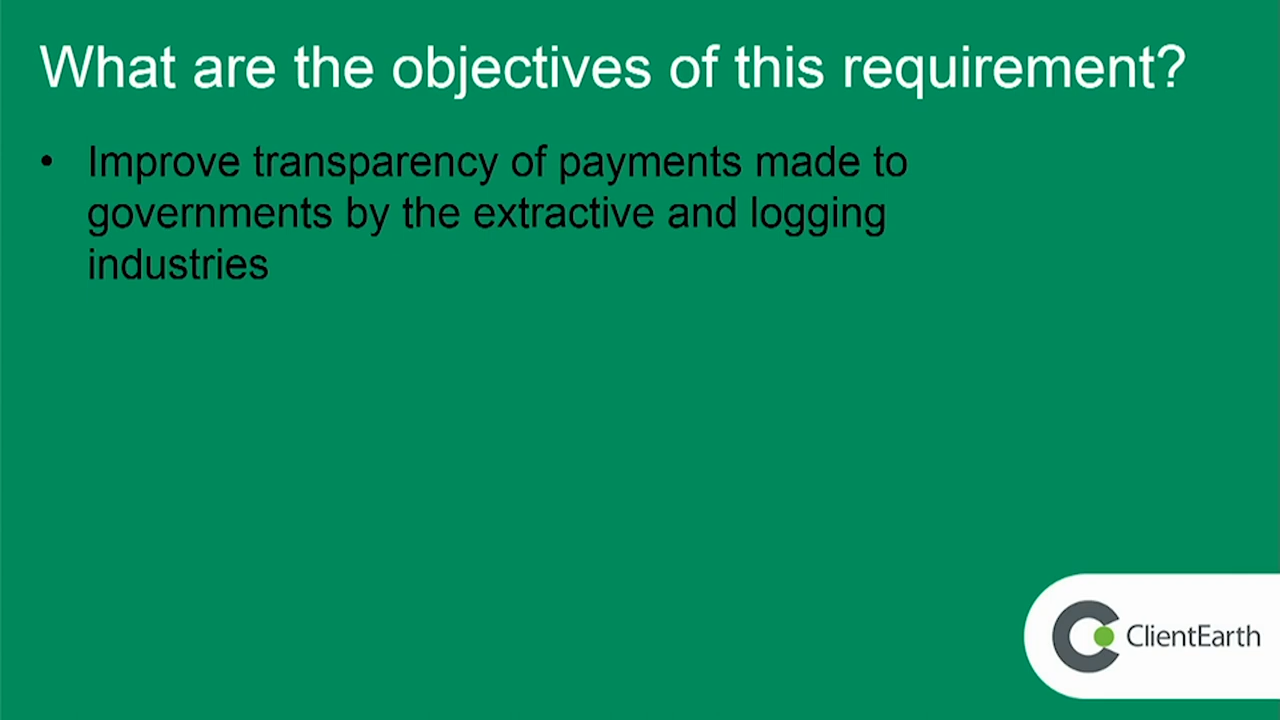 What are the objectives of this requirement?
• Improve transparency of payments made to
governments by the extractive and logging
industries
ClientEarth